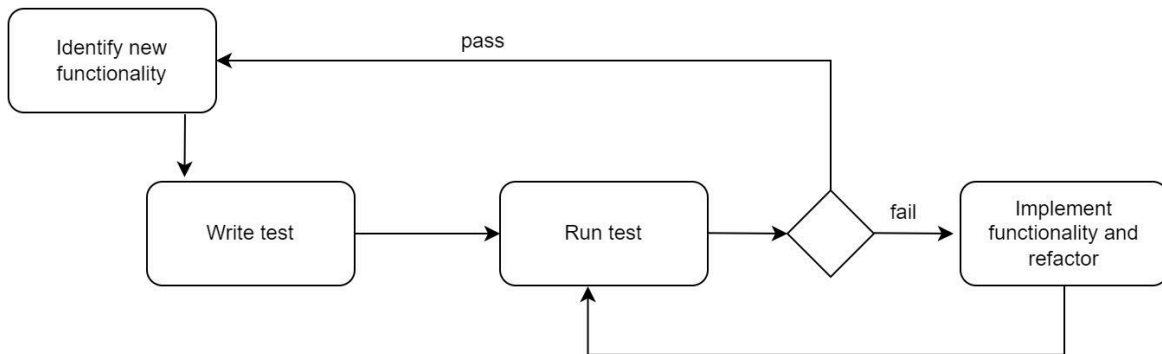 Identify new
functionality
pass
Write test
Run test
fail
Implement
functionality and
refactor